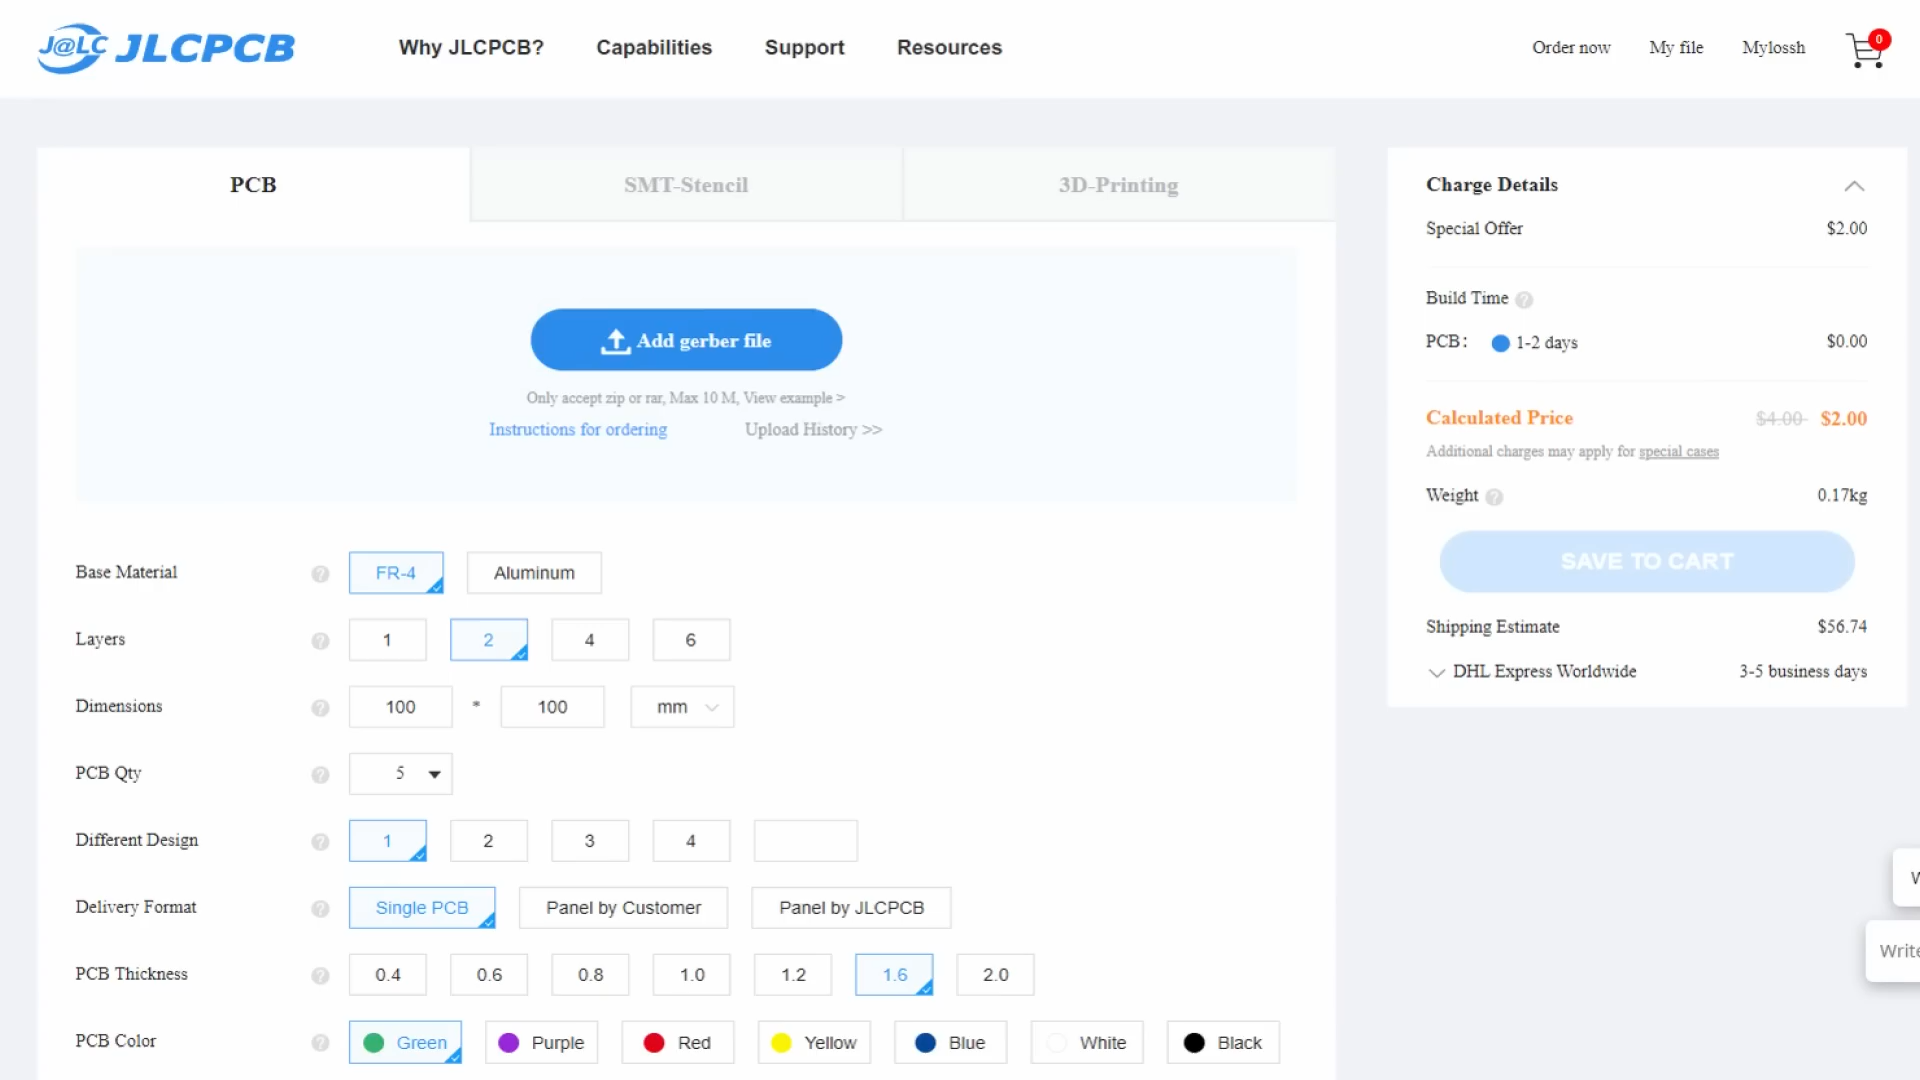 J@LC JLCPCB
Why JLCPCB? Capabilities Support Resources
Order now My file Mylossh 0
PCB SMT-Stencil 3D-Printing
Add gerber file
Only accept zip or rar, Max 10 M, View example >
Instructions for ordering Upload History >>
Base Material ? FR-4 Aluminum
Layers ? 1 2 4 6
Dimensions ? 100 * 100 mm
PCB Qty ? 5
Different Design ? 1 2 3 4
Delivery Format ? Single PCB Panel by Customer Panel by JLCPCB
PCB Thickness ? 0.4 0.6 0.8 1.0 1.2 1.6 2.0
PCB Color ? Green Purple Red Yellow Blue White Black
Charge Details
Special Offer $2.00
Build Time ?
PCB: 1-2 days $0.00
Calculated Price $4.00 $2.00
Additional charges may apply for special cases
Weight ? 0.17kg
SAVE TO CART
Shipping Estimate $56.74
DHL Express Worldwide 3-5 business days
Write